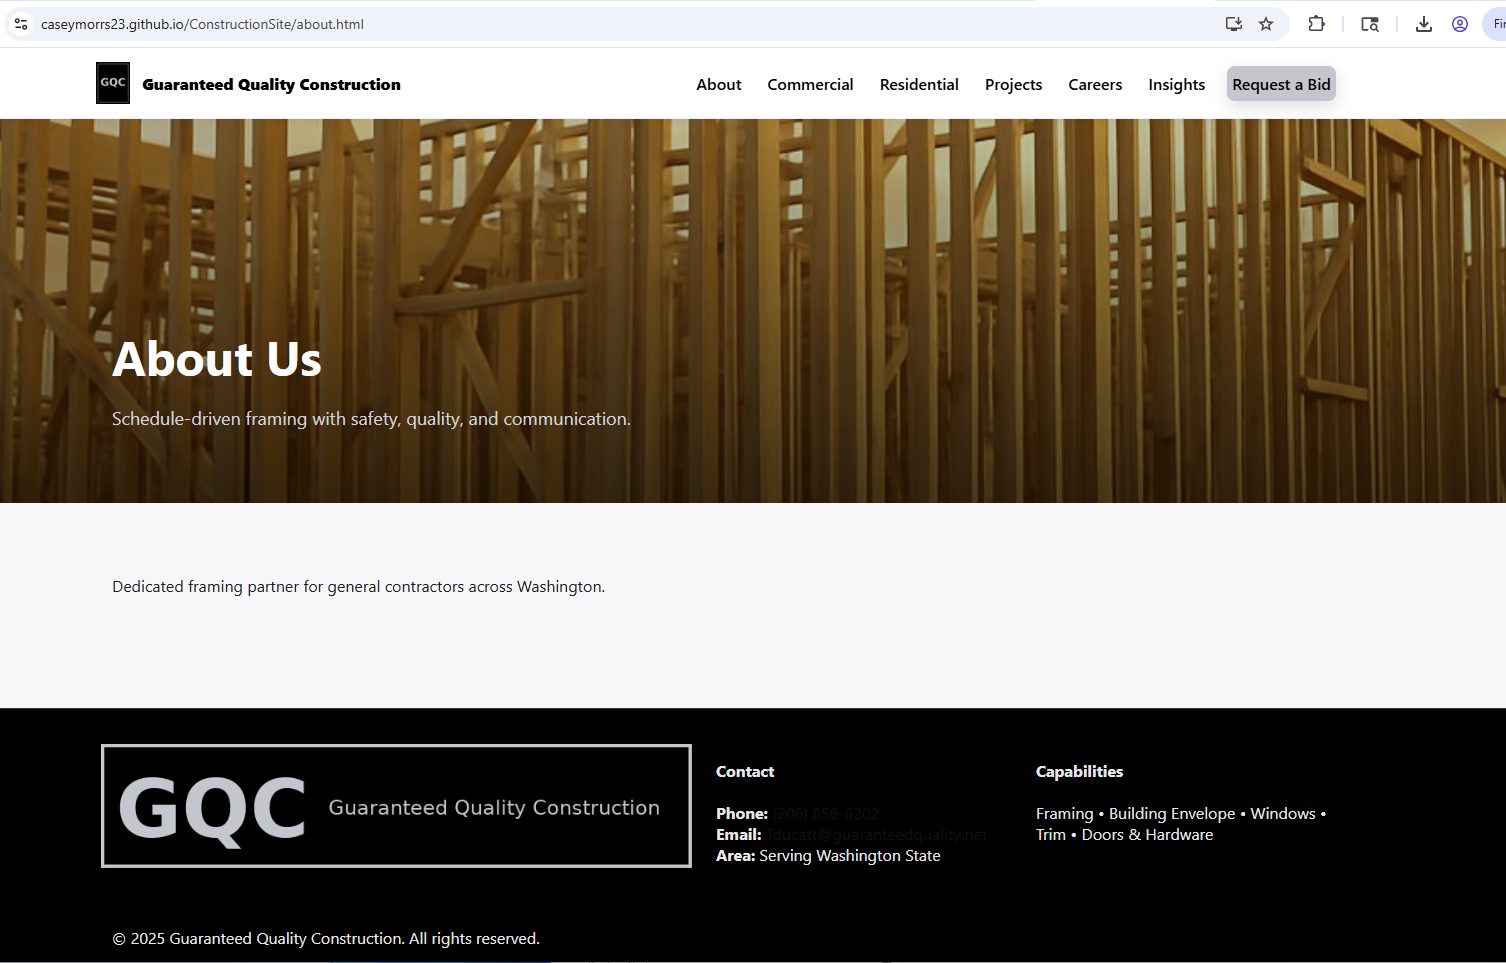 caseymorrs23.github.io/ConstructionSite/about.html
GQC
Guaranteed Quality Construction
About
Commercial
Residential
Projects
Careers
Insights
Request a Bid
About Us
Schedule-driven framing with safety, quality, and communication.
Dedicated framing partner for general contractors across Washington.
GQC Guaranteed Quality Construction
Contact
Phone: (206) 856-6202
Email: Tducatt@guaranteedquality.net
Area: Serving Washington State
Capabilities
Framing • Building Envelope • Windows •
Trim • Doors & Hardware
© 2025 Guaranteed Quality Construction. All rights reserved.